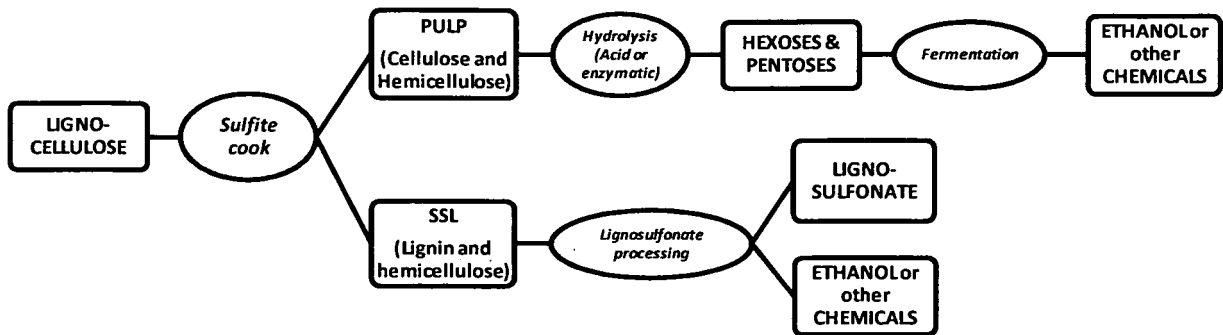 LIGNO-
CELLULOSE
Sulfite
cook
PULP
(Cellulose and
Hemicellulose)
Hydrolysis
(Acid or
enzymatic)
HEXOSES &
PENTOSES
Fermentation
ETHANOL or
other
CHEMICALS
SSL
(Lignin and
hemicellulose)
Lignosulfonate
processing
LIGNO-
SULFONATE
ETHANOL or
other
CHEMICALS